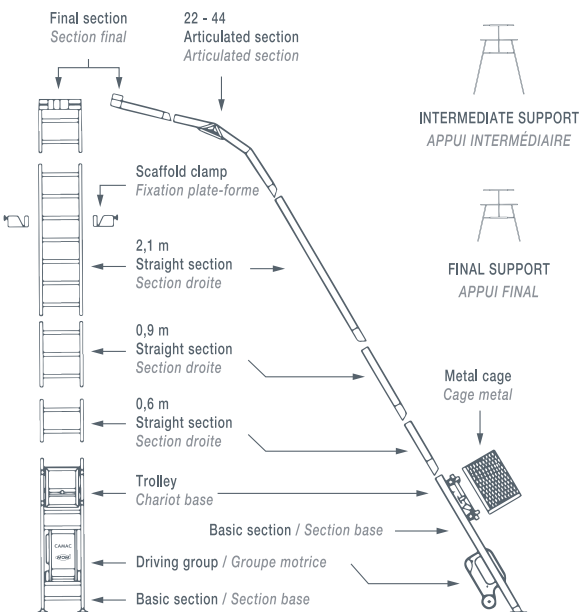 Final section
Section final
22 - 44
Articulated section
Articulated section
INTERMEDIATE SUPPORT
APPUI INTERMÉDIAIRE
Scaffold clamp
Fixation plate-forme
2,1 m
Straight section
Section droite
FINAL SUPPORT
APPUI FINAL
0,9 m
Straight section
Section droite
Metal cage
Cage metal
0,6 m
Straight section
Section droite
Trolley
Chariot base
Basic section / Section base
CAMAC
Driving group / Groupe motrice
Basic section / Section base